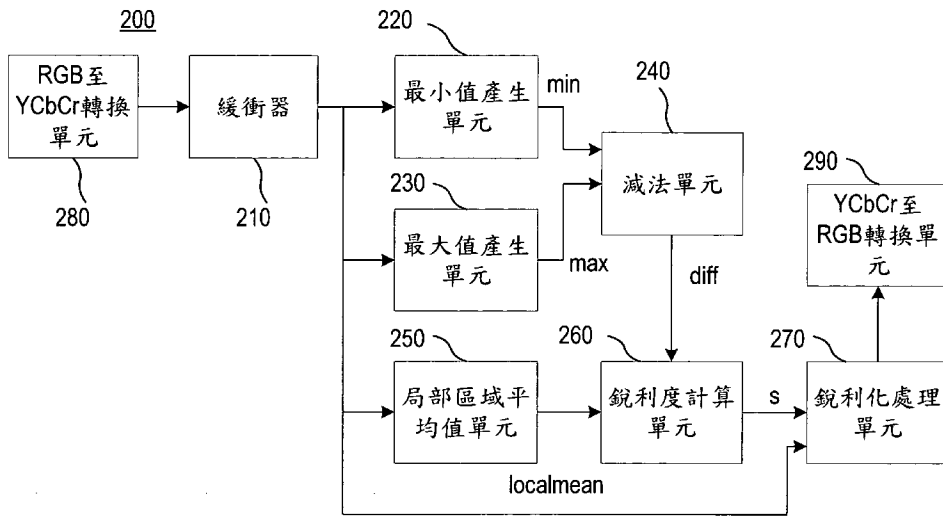 200
RGB至
YCbCr轉換
單元
280
緩衝器
210
220
最小值產生
單元
min
230
最大值產生
單元
max
240
減法單元
diff
250
局部區域平
均值單元
localmean
260
銳利度計算
單元
s
270
銳利化處理
單元
290
YCbCr至
RGB轉換單
元